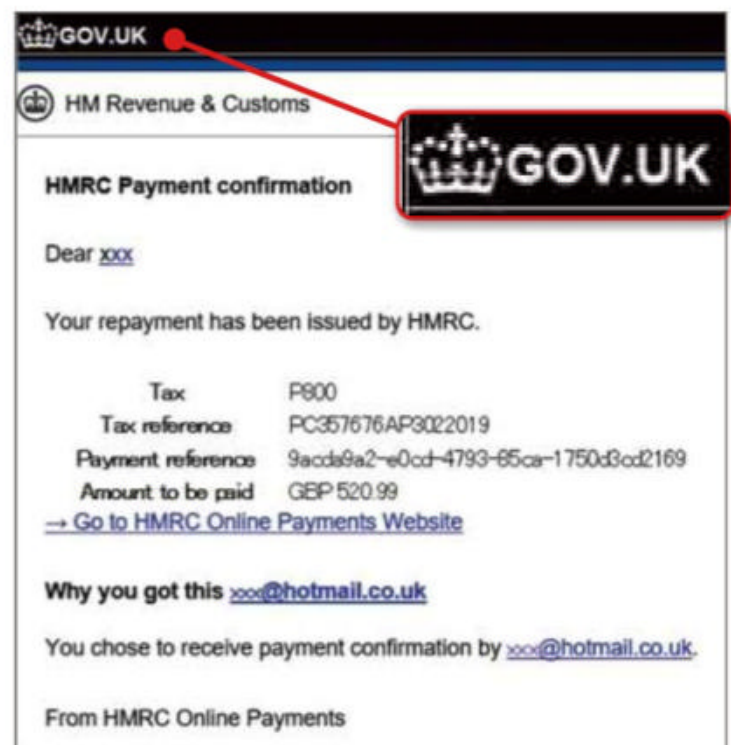 GOV.UK
HM Revenue & Customs
GOV.UK
HMRC Payment confirmation
Dear xxx
Your repayment has been issued by HMRC.
Tax P800
Tax reference PC357676AP3022019
Payment reference 9acda9a2-e0cd-4793-85ca-1750d3cd2169
Amount to be paid GBP 520.99
→ Go to HMRC Online Payments Website
Why you got this xxx@hotmail.co.uk
You chose to receive payment confirmation by xxx@hotmail.co.uk.
From HMRC Online Payments